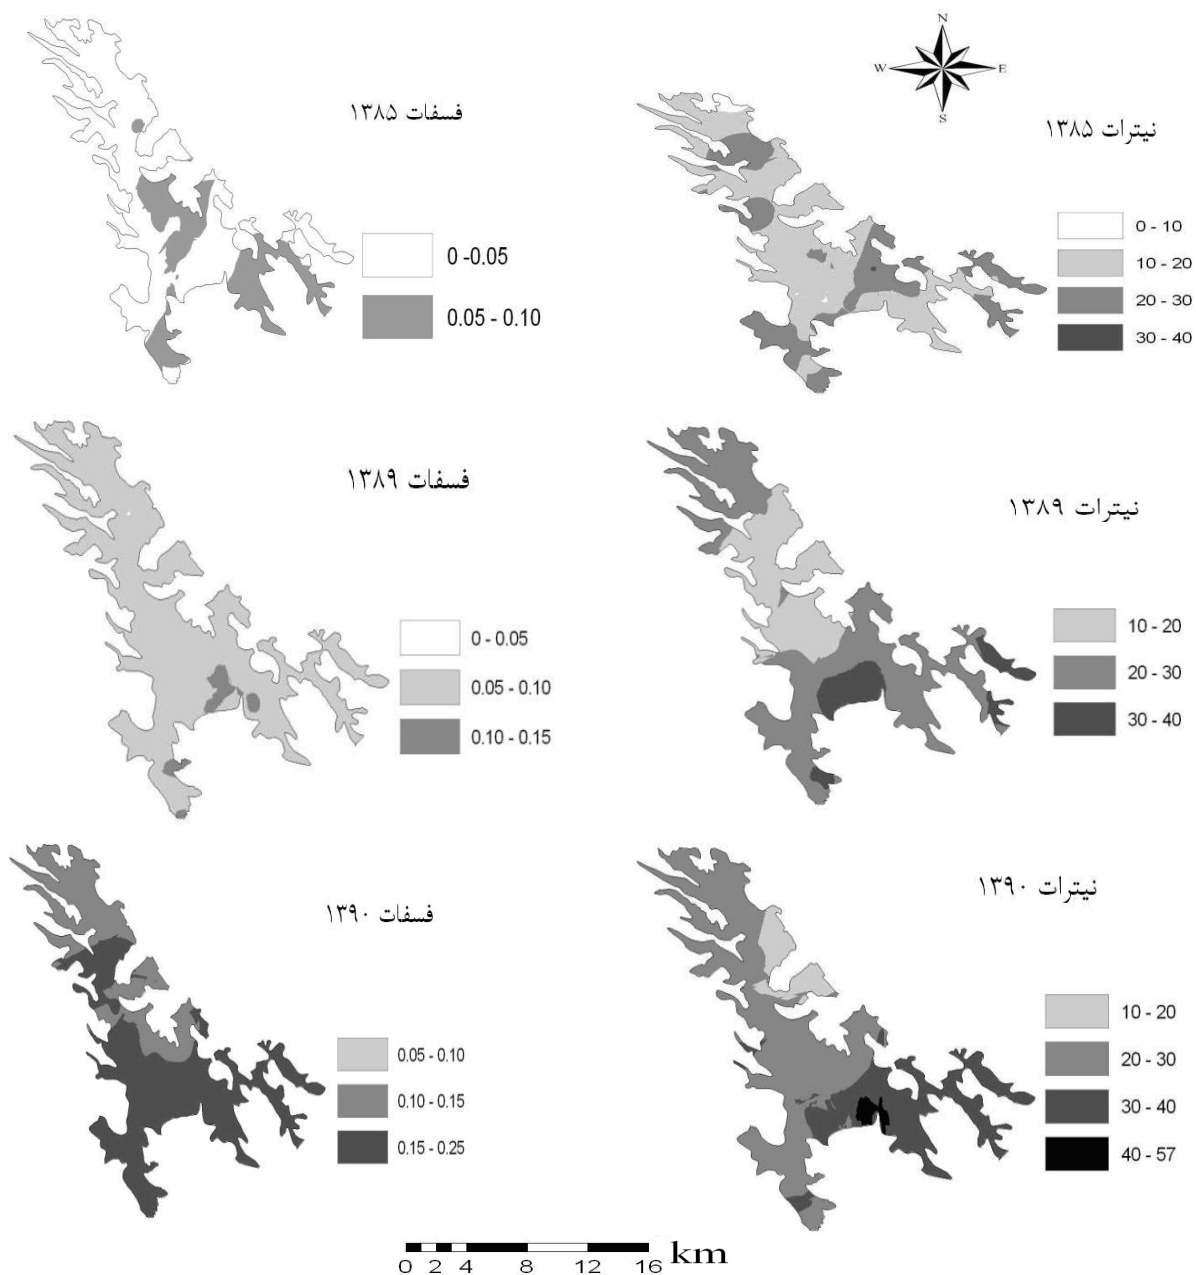 N
W E
S
فسفات ۱۳۸۵
0 -0.05
0.05 - 0.10
نیترات ۱۳۸۵
0 - 10
10 - 20
20 - 30
30 - 40
فسفات ۱۳۸۹
0 - 0.05
0.05 - 0.10
0.10 - 0.15
نیترات ۱۳۸۹
10 - 20
20 - 30
30 - 40
فسفات ۱۳۹۰
0.05 - 0.10
0.10 - 0.15
0.15 - 0.25
نیترات ۱۳۹۰
10 - 20
20 - 30
30 - 40
40 - 57
km
0 2 4 8 12 16